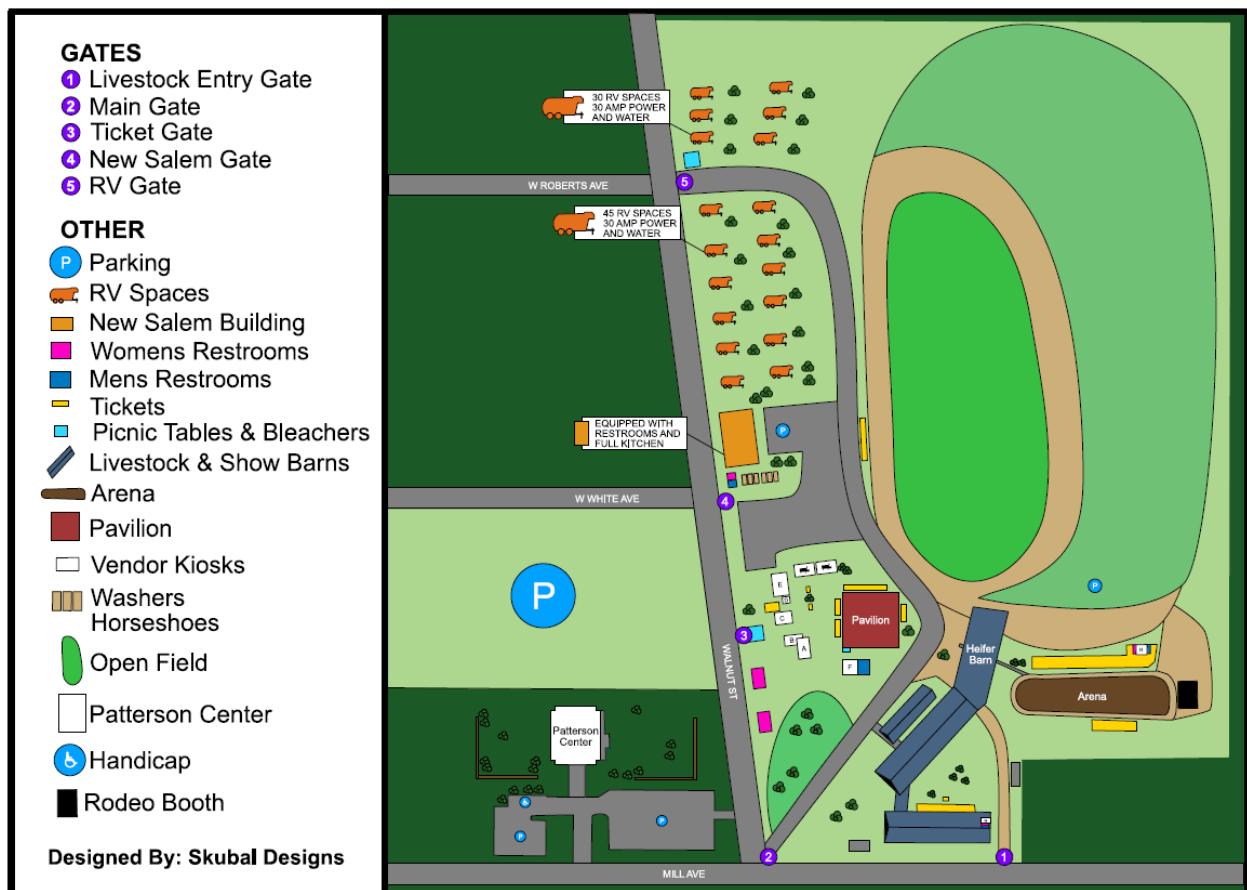 GATES
1 Livestock Entry Gate
2 Main Gate
3 Ticket Gate
4 New Salem Gate
5 RV Gate
OTHER
P Parking
RV Spaces
New Salem Building
Womens Restrooms
Mens Restrooms
Tickets
Picnic Tables & Bleachers
Livestock & Show Barns
Arena
Pavilion
Vendor Kiosks
Washers
Horseshoes
Open Field
Patterson Center
Handicap
Rodeo Booth
Designed By: Skubal Designs
30 RV SPACES
30 AMP POWER
AND WATER
W ROBERTS AVE
5
45 RV SPACES
30 AMP POWER
AND WATER
EQUIPPED WITH
RESTROOMS AND
FULL KITCHEN
P
W WHITE AVE
4
P
P
E
C
B
A
F
Pavilion
3
WALNUT ST
Heifer
Barn
Arena
Patterson
Center
P
P
2
1
MILL AVE